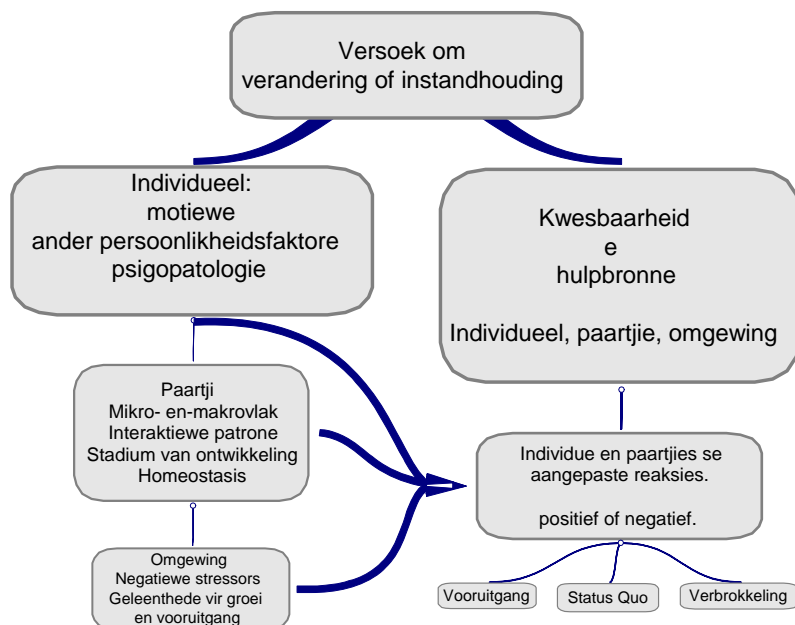 Versoek om
verandering of instandhouding
Individueel:
motiewe
ander persoonlikheidsfaktore
psigopatologie
Kwesbaarheid
e
hulpbronne
Individueel, paartjie, omgewing
Paartji
Mikro- en-makrovlak
Interaktiewe patrone
Stadium van ontwikkeling
Homeostasis
Individue en paartjies se
aangepaste reaksies.
positief of negatief.
Omgewing
Negatiewe stressors
Geleenthede vir groei
en vooruitgang
Vooruitgang
Status Quo
Verbrokkeling